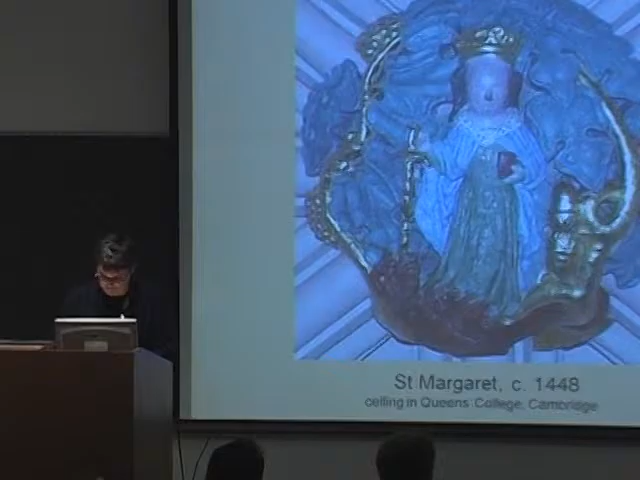 St Margaret, c. 1448
ceiling in Queens' College, Cambridge